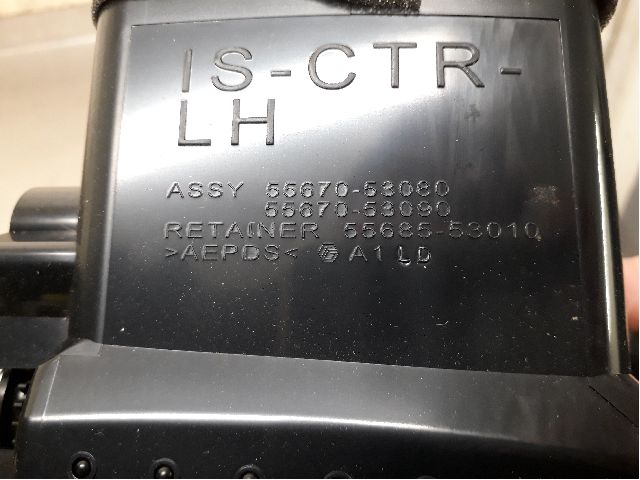 IS-CTR-
LH
ASSY 55670-53080
55670-53090
RETAINER 55685-53010
>AEPDS< A1 LD